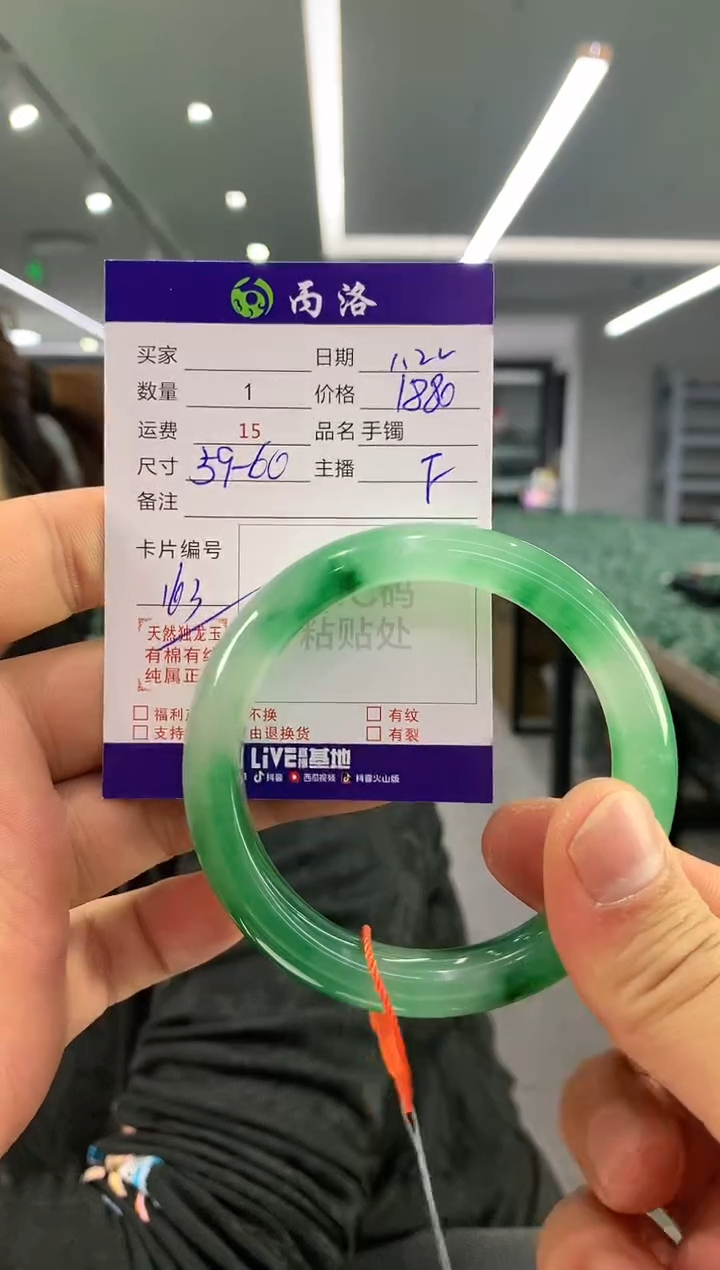 丙洛
买家 日期 1.22
数量 1 价格 1880
运费 15 品名 手镯
尺寸 59-60 主播 F
备注
卡片编号
163
码
粘贴处
天然独龙玉
有棉有纹
纯属正
福利 不换 有纹
支持 由退换货 有裂
LIVE 基地
抖音 西瓜视频 抖音火山版